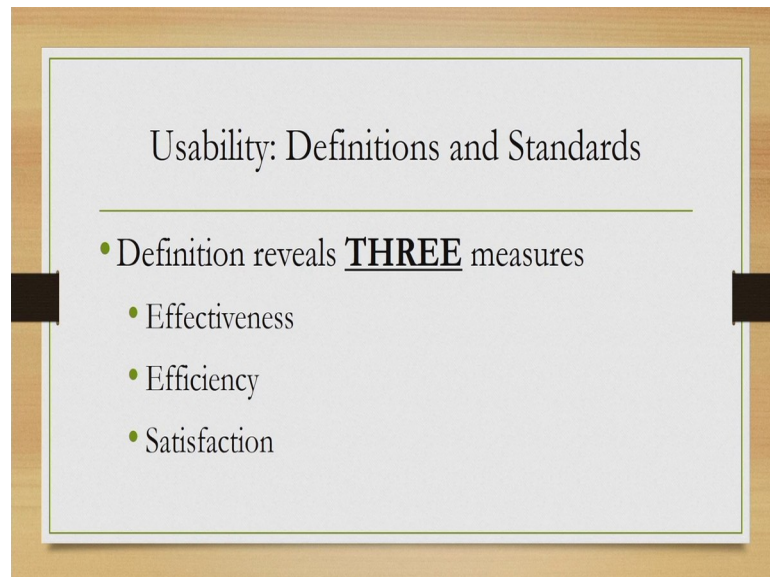 Usability: Definitions and Standards
• Definition reveals THREE measures
• Effectiveness
• Efficiency
• Satisfaction